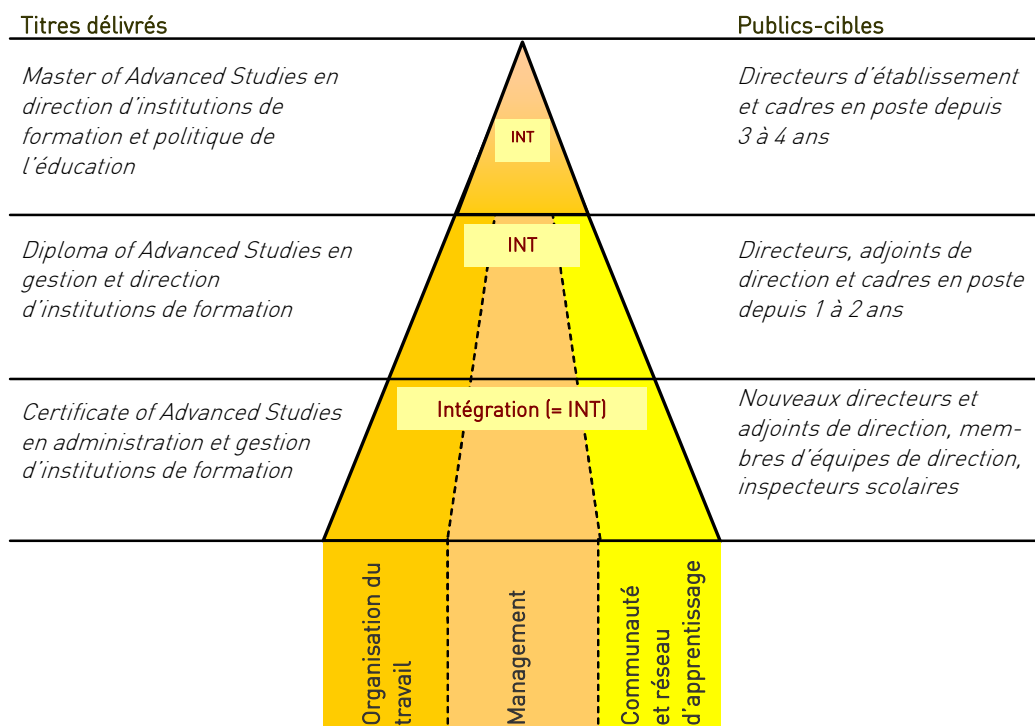 Titres délivrés
Publics-cibles
Master of Advanced Studies en
direction d’institutions de
formation et politique de
l’éducation
INT
Directeurs d’établissement
et cadres en poste depuis
3 à 4 ans
Diploma of Advanced Studies en
gestion et direction
d’institutions de formation
INT
Directeurs, adjoints de
direction et cadres en poste
depuis 1 à 2 ans
Certificate of Advanced Studies
en administration et gestion
d’institutions de formation
Intégration (= INT)
Nouveaux directeurs et
adjoints de direction, mem-
bres d’équipes de direction,
inspecteurs scolaires
Organisation du
travail
Management
Communauté
et réseau
d’apprentissage